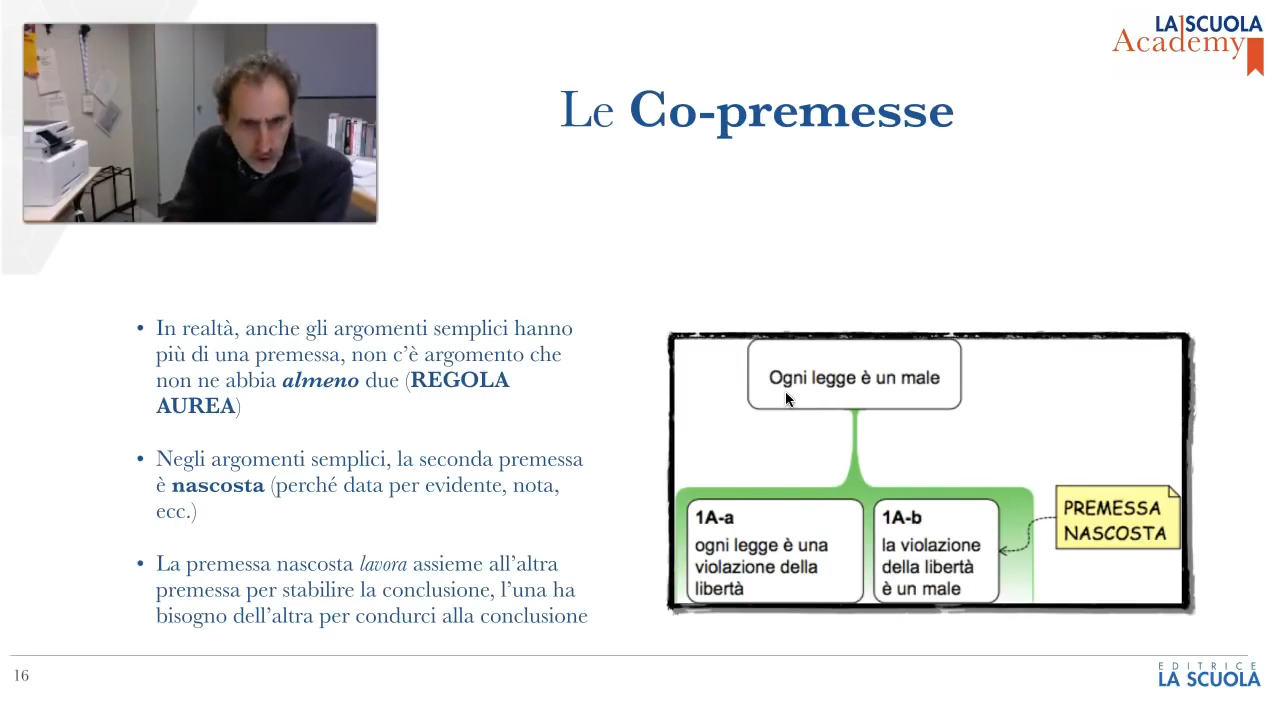 LA SCUOLA
Academy
Le Co-premesse
• In realtà, anche gli argomenti semplici hanno
più di una premessa, non c’è argomento che
non ne abbia almeno due (REGOLA
AUREA)
• Negli argomenti semplici, la seconda premessa
è nascosta (perché data per evidente, nota,
ecc.)
• La premessa nascosta lavora assieme all’altra
premessa per stabilire la conclusione, l’una ha
bisogno dell’altra per condurci alla conclusione
Ogni legge è un male
1A-a
ogni legge è una
violazione della
libertà
1A-b
la violazione
della libertà
è un male
PREMESSA
NASCOSTA
16
EDITRICE
LA SCUOLA